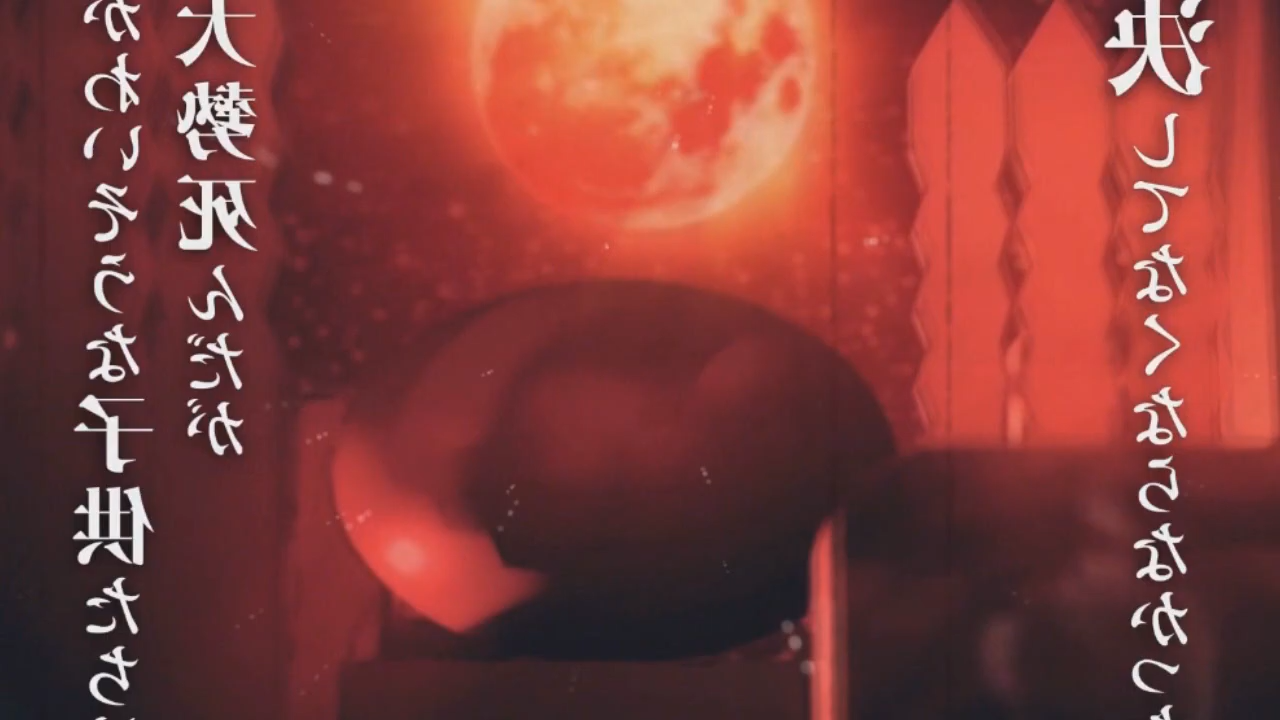 かわいそうな子供たち
大勢死んだが
決してなくならなかった